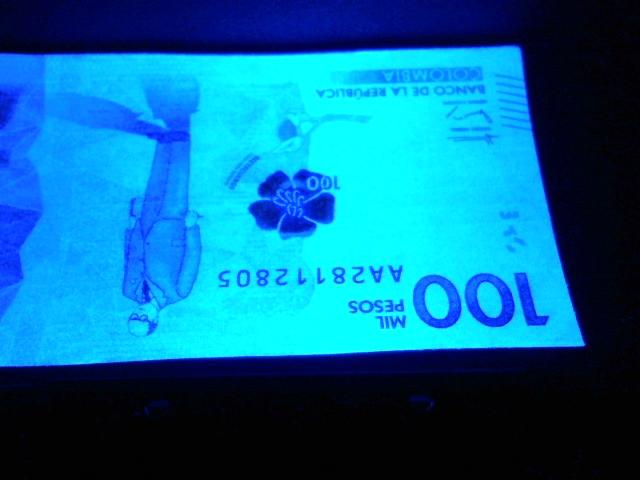 100
MIL
PESOS
AA28112805
100
BANCO DE LA REPÚBLICA
COLOMBIA